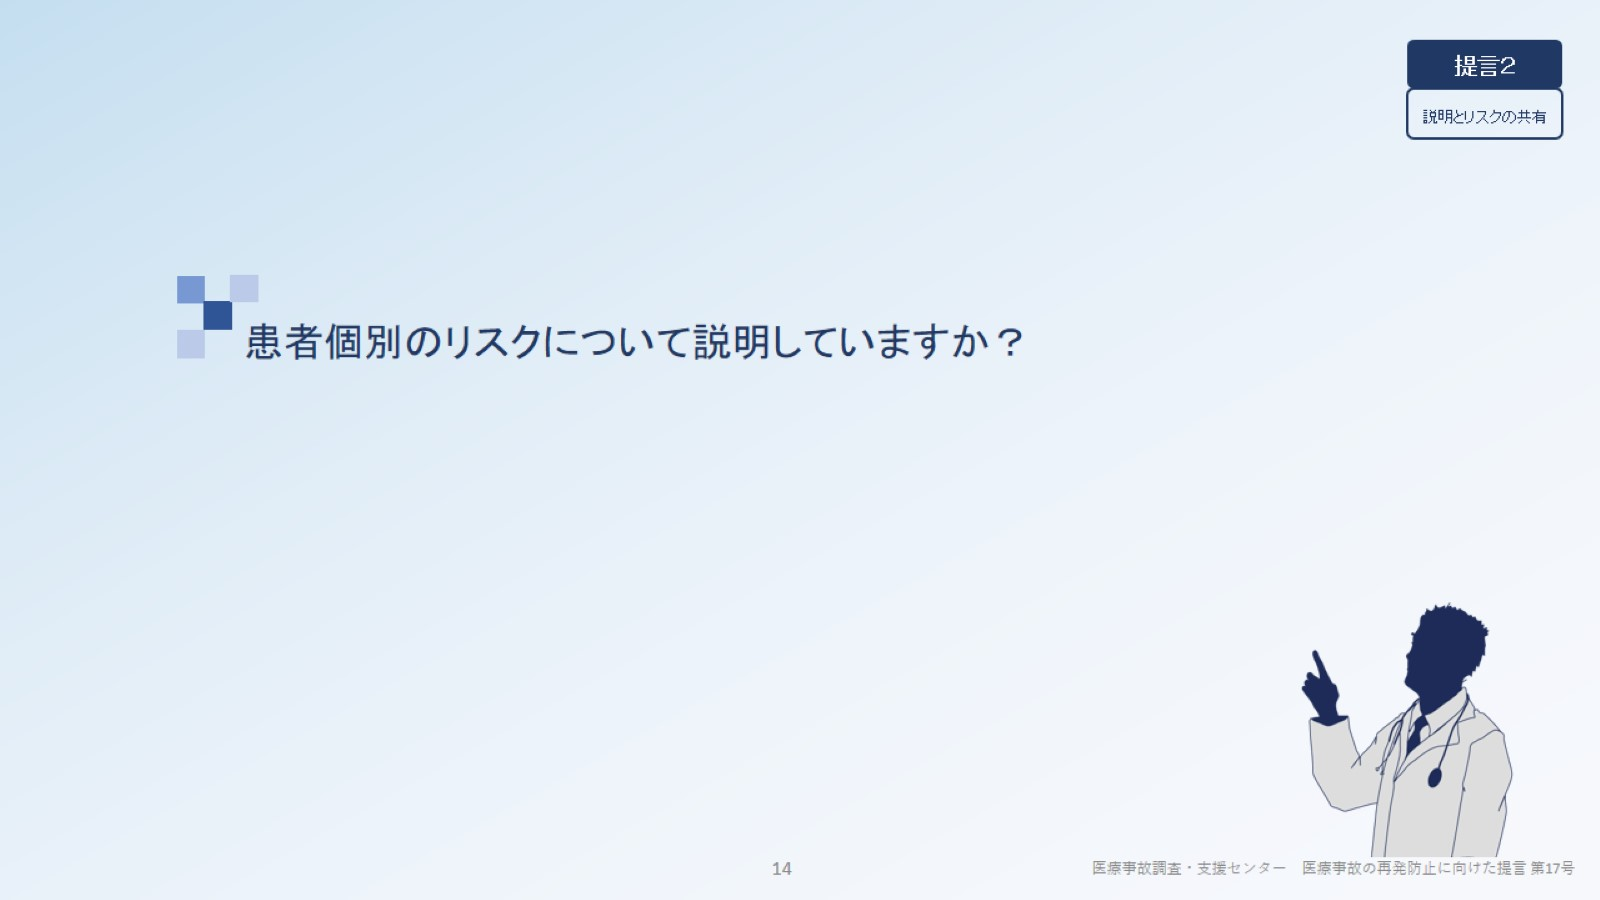 提言2
説明とリスクの共有
患者個別のリスクについて説明していますか？
14
医療事故調査・支援センター　医療事故の再発防止に向けた提言 第17号